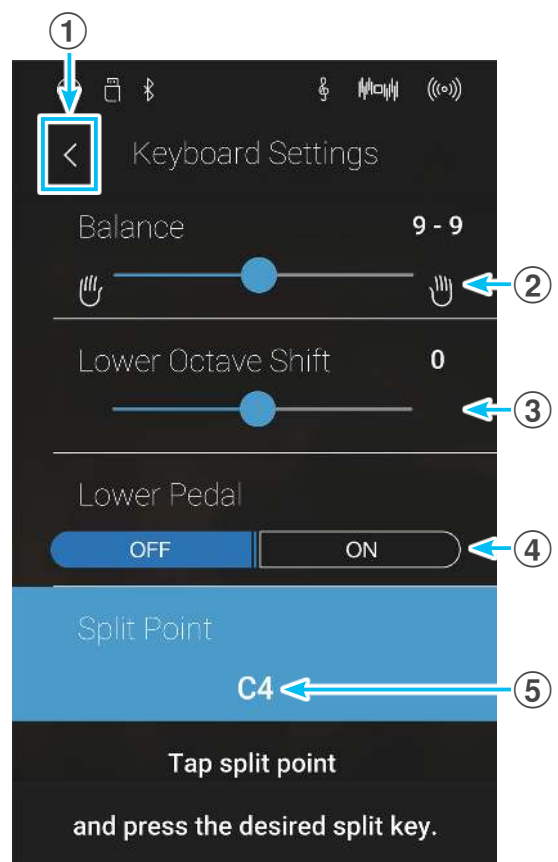 ①
< Keyboard Settings
Balance 9 - 9
②
Lower Octave Shift 0
③
Lower Pedal
OFF ON
④
Split Point
C4
⑤
Tap split point
and press the desired split key.